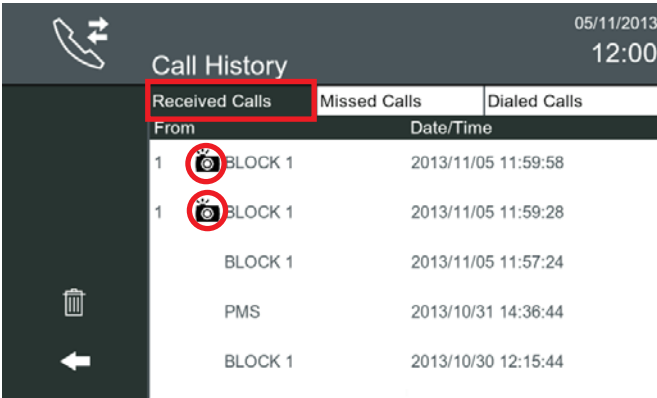 05/11/2013
12:00
Call History
Received Calls Missed Calls Dialed Calls
From Date/Time
1 BLOCK 1 2013/11/05 11:59:58
1 BLOCK 1 2013/11/05 11:59:28
BLOCK 1 2013/11/05 11:57:24
PMS 2013/10/31 14:36:44
BLOCK 1 2013/10/30 12:15:44